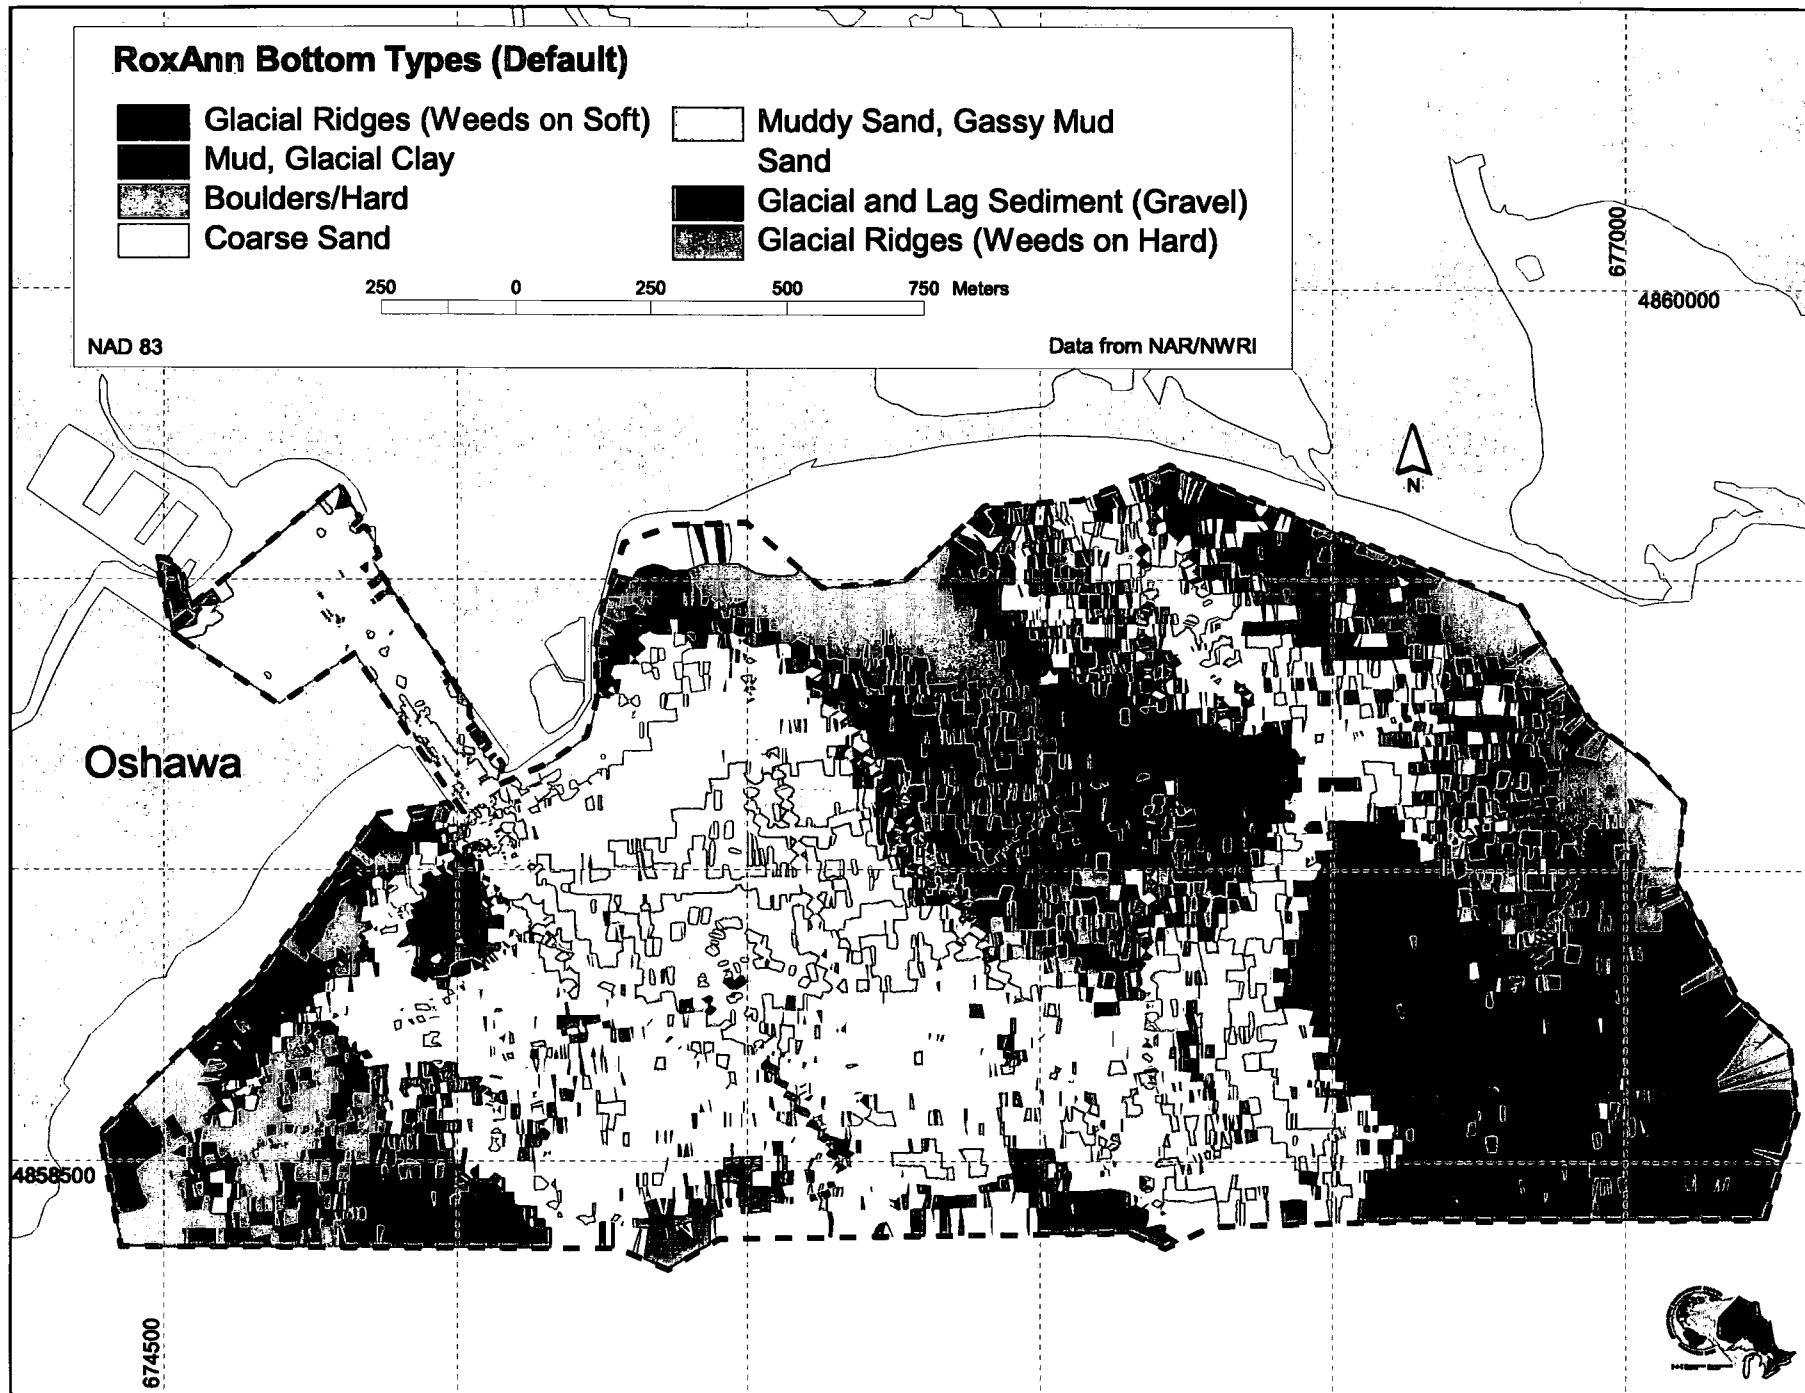 RoxAnn Bottom Types (Default)
Glacial Ridges (Weeds on Soft)
Mud, Glacial Clay
Boulders/Hard
Coarse Sand
Muddy Sand, Gassy Mud
Sand
Glacial and Lag Sediment (Gravel)
Glacial Ridges (Weeds on Hard)
250 0 250 500 750 Meters
NAD 83
Data from NAR/NWRI
677000
4860000
N
Oshawa
4858500
674500